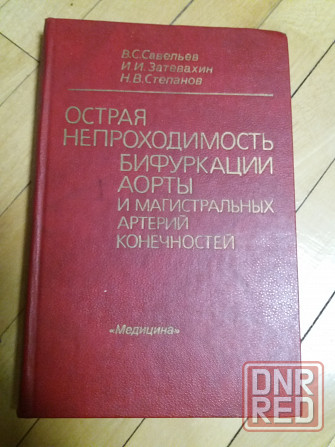 В.С.Савельев
И.И.Затевахин
Н.В.Степанов
ОСТРАЯ
НЕПРОХОДИМОСТЬ
БИФУРКАЦИИ
АОРТЫ
И МАГИСТРАЛЬНЫХ
АРТЕРИЙ
КОНЕЧНОСТЕЙ
«Медицина»
DNR
RED